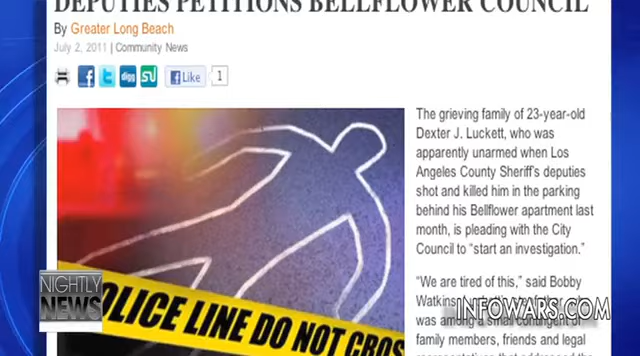 DEPUTIES PETITIONS BELLFLOWER COUNCIL
By Greater Long Beach
July 2, 2011 | Community News
digg
Like
1
The grieving family of 23-year-old
Dexter J. Luckett, who was
apparently unarmed when Los
Angeles County Sheriff's deputies
shot and killed him in the parking
behind his Bellflower apartment last
month, is pleading with the City
Council to “start an investigation.”
“We are tired of this,” said Bobby
Watkins
was among a small contingent of
family members, friends and legal
POLICE LINE DO NOT CROS
NIGHTLY
NEWS
INFOWARS.COM